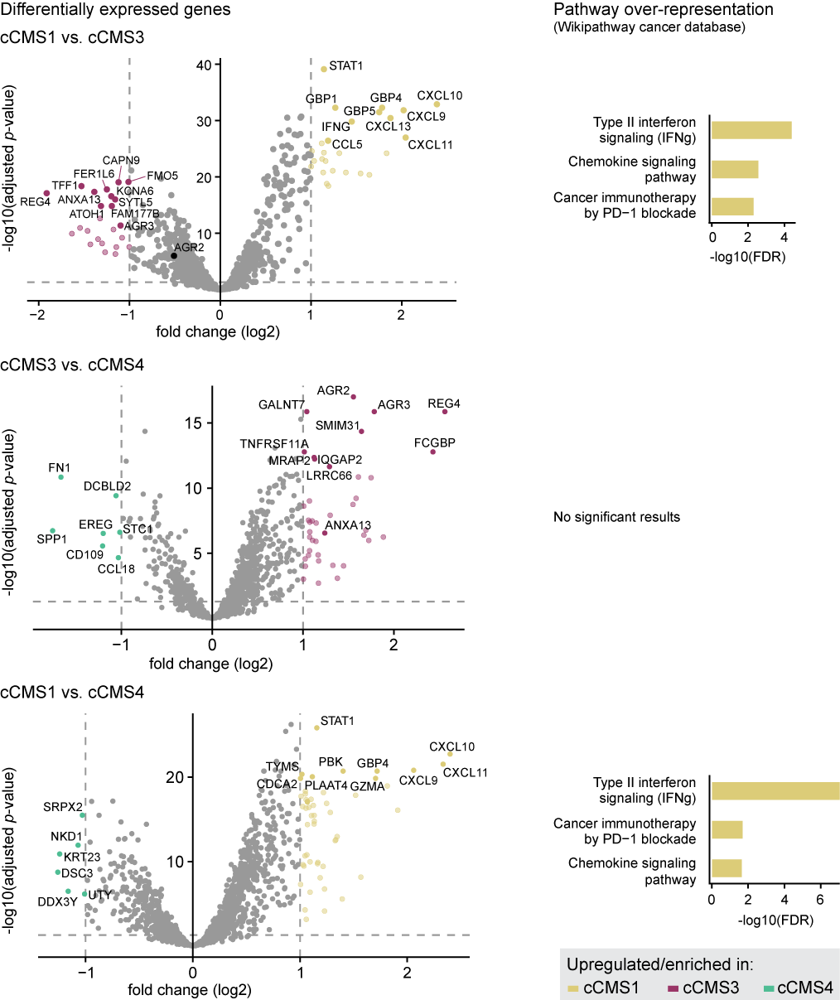 Differentially expressed genes
Pathway over-representation
(Wikipathway cancer database)
cCMS1 vs. cCMS3
-log10(adjusted p-value)
40
30
20
10
STAT1
GBP1
GBP4
CXCL10
GBP5
CXCL9
IFNG
CXCL13
CCL5
CXCL11
CAPN9
FER1L6
FMO5
TFF1
KCNA6
REG4
ANXA13
SYTL5
ATOH1
FAM177B
AGR3
AGR2
−2
−1
0
1
2
fold change (log2)
Type II interferon
signaling (IFNg)
Chemokine signaling
pathway
Cancer immunotherapy
by PD−1 blockade
0
2
4
-log10(FDR)
cCMS3 vs. cCMS4
-log10(adjusted p-value)
15
10
5
AGR2
GALNT7
AGR3
REG4
SMIM31
TNFRSF11A
FCGBP
MRAP2
IQGAP2
LRRC66
FN1
DCBLD2
EREG
STC1
ANXA13
SPP1
CD109
CCL18
−1
0
1
2
fold change (log2)
No significant results
cCMS1 vs. cCMS4
-log10(adjusted p-value)
20
10
STAT1
CXCL10
TYMS
PBK
GBP4
CXCL11
CDCA2
PLAAT4
GZMA
CXCL9
SRPX2
NKD1
KRT23
DSC3
DDX3Y
UTY
−1
0
1
2
fold change (log2)
Type II interferon
signaling (IFNg)
Cancer immunotherapy
by PD−1 blockade
Chemokine signaling
pathway
0
2
4
6
-log10(FDR)
Upregulated/enriched in:
cCMS1
cCMS3
cCMS4